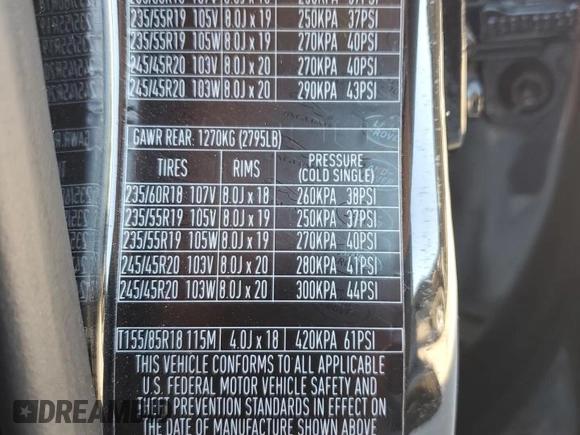 235/55R19 105V 8.0J x 19 250KPA 37PSI
235/55R19 105W 8.0J x 19 270KPA 40PSI
245/45R20 103V 8.0J x 20 270KPA 40PSI
245/45R20 103W 8.0J x 20 290KPA 43PSI
GAWR REAR: 1270KG (2795LB)
TIRES RIMS PRESSURE
(COLD SINGLE)
235/60R18 107V 8.0J x 18 260KPA 38PSI
235/55R19 105V 8.0J x 19 250KPA 37PSI
235/55R19 105W 8.0J x 19 270KPA 40PSI
245/45R20 103V 8.0J x 20 280KPA 41PSI
245/45R20 103W 8.0J x 20 300KPA 44PSI
T155/85R18 115M 4.0J x 18 420KPA 61PSI
THIS VEHICLE CONFORMS TO ALL APPLICABLE
U.S. FEDERAL MOTOR VEHICLE SAFETY AND
THEFT PREVENTION STANDARDS IN EFFECT ON
THE DATE OF MANUFACTURE SHOWN ABOVE